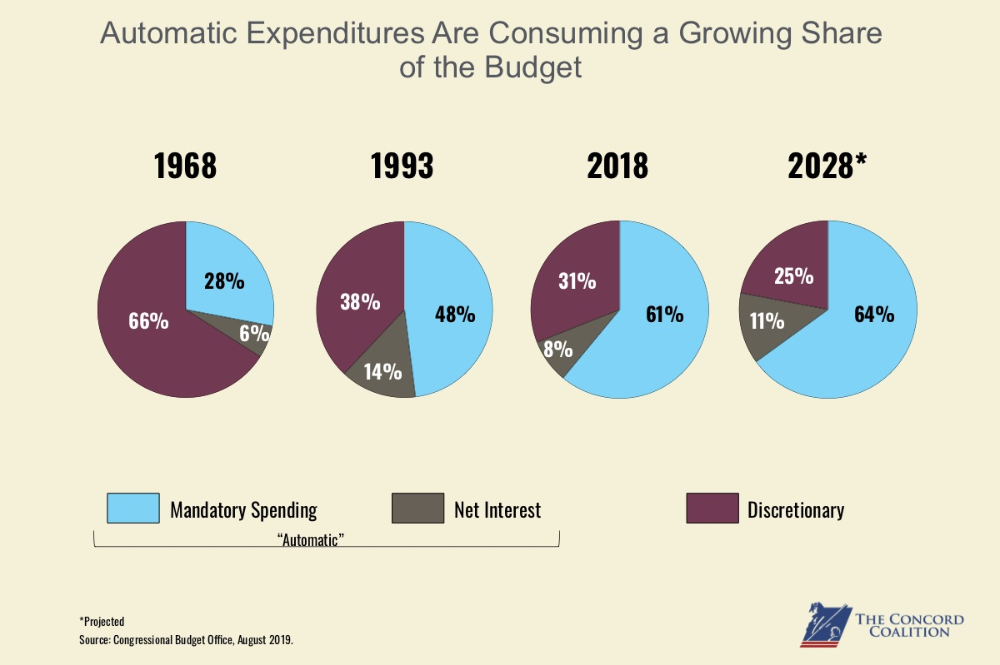 Automatic Expenditures Are Consuming a Growing Share
of the Budget
1968
1993
2018
2028*
28%
6%
66%
38%
48%
14%
31%
61%
8%
25%
64%
11%
Mandatory Spending
Net Interest
Discretionary
“Automatic”
*Projected
Source: Congressional Budget Office, August 2019.
THE CONCORD
COALITION